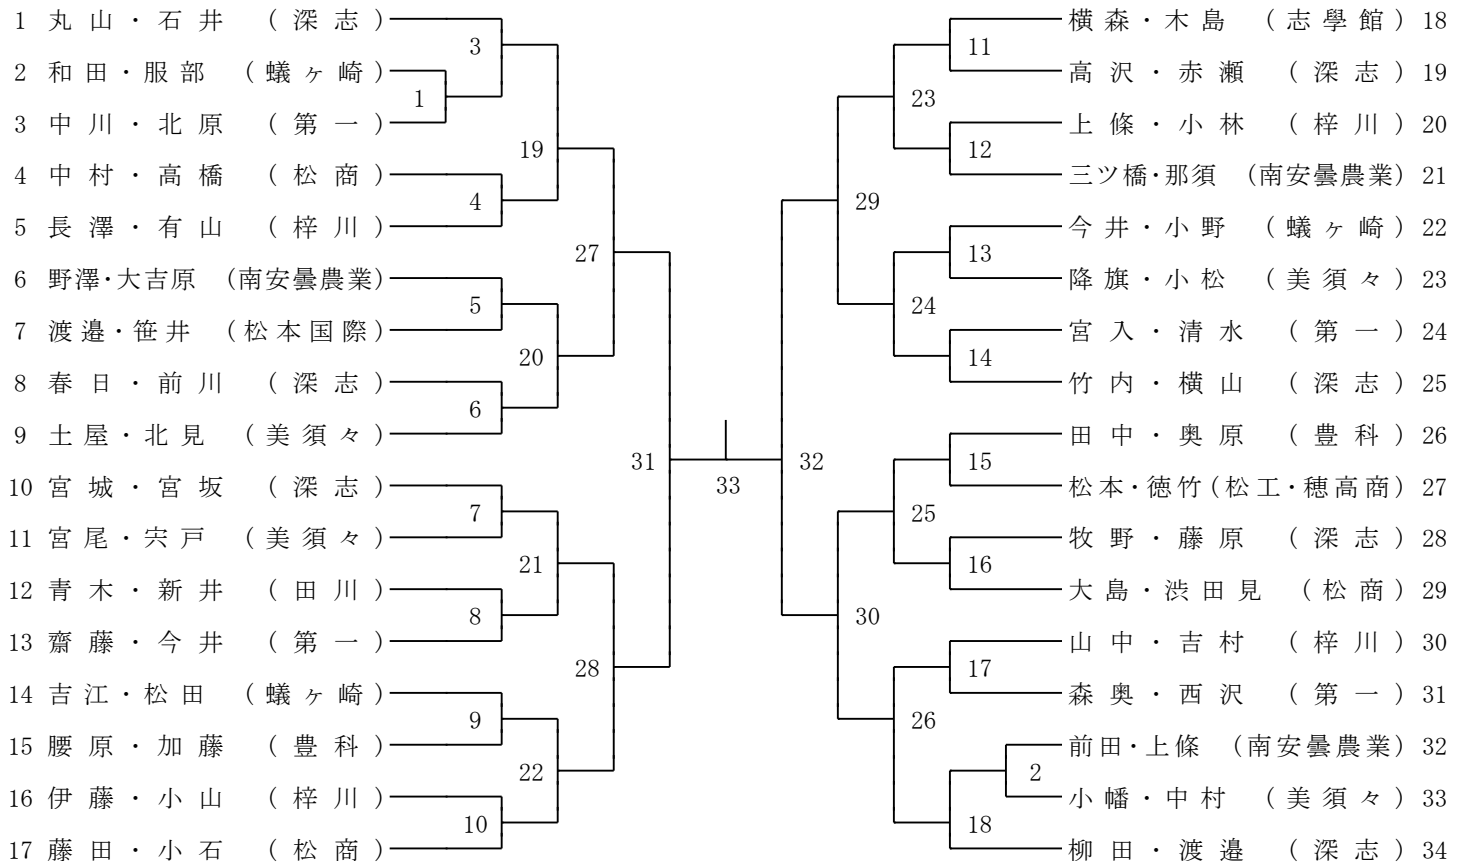 1 丸山・石井 （深志）
2 和田・服部 （蟻ヶ崎）
3 中川・北原 （第一）
4 中村・高橋 （松商）
5 長澤・有山 （梓川）
6 野澤・大吉原 （南安曇農業）
7 渡邉・笹井 （松本国際）
8 春日・前川 （深志）
9 土屋・北見 （美須々）
10 宮城・宮坂 （深志）
11 宮尾・宍戸 （美須々）
12 青木・新井 （田川）
13 齋藤・今井 （第一）
14 吉江・松田 （蟻ヶ崎）
15 腰原・加藤 （豊科）
16 伊藤・小山 （梓川）
17 藤田・小石 （松商）
3
1
19
4
27
5
20
6
31
7
21
8
28
9
22
10
33
32
11
23
12
29
13
24
14
15
25
16
30
17
26
2
18
横森・木島 （志學館） 18
高沢・赤瀬 （深志） 19
上條・小林 （梓川） 20
三ツ橋・那須 （南安曇農業） 21
今井・小野 （蟻ヶ崎） 22
降旗・小松 （美須々） 23
宮入・清水 （第一） 24
竹内・横山 （深志） 25
田中・奥原 （豊科） 26
松本・徳竹（松工・穂高商） 27
牧野・藤原 （深志） 28
大島・渋田見 （松商） 29
山中・吉村 （梓川） 30
森奥・西沢 （第一） 31
前田・上條 （南安曇農業） 32
小幡・中村 （美須々） 33
柳田・渡邉 （深志） 34